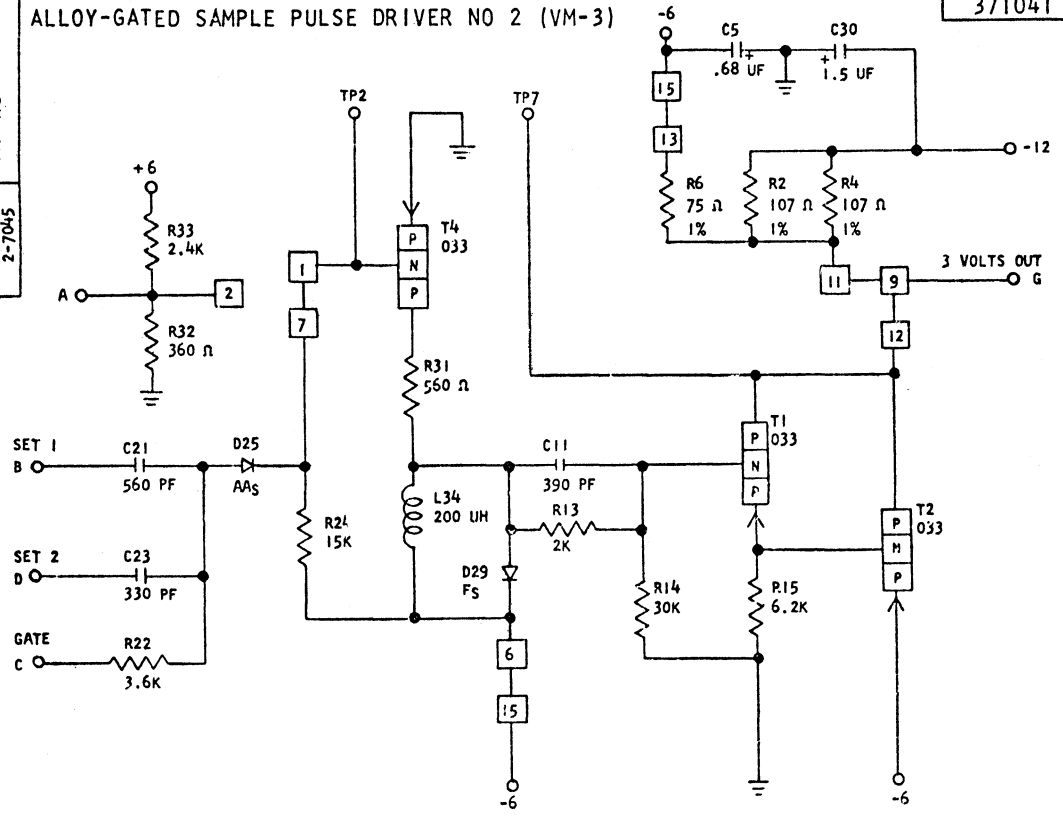 ALLOY-GATED SAMPLE PULSE DRIVER NO 2 (VM-3)
371041
2-7045
-6
C5
.68 UF
+
C30
+
1.5 UF
15
13
-12
R6
75 Ω
1%
R2
107 Ω
1%
R4
107 Ω
1%
11
9
3 VOLTS OUT
G
12
TP2
TP7
+6
R33
2.4K
A
2
R32
360 Ω
1
7
P
N
P
T4
033
R31
560 Ω
SET 1
B
C21
560 PF
D25
AAS
SET 2
D
C23
330 PF
GATE
C
R22
3.6K
15K
L34
200 UH
C11
390 PF
R13
2K
D29
FS
R14
30K
R15
6.2K
P
N
P
T1
033
P
P
T2
033
6
15
-6
-6